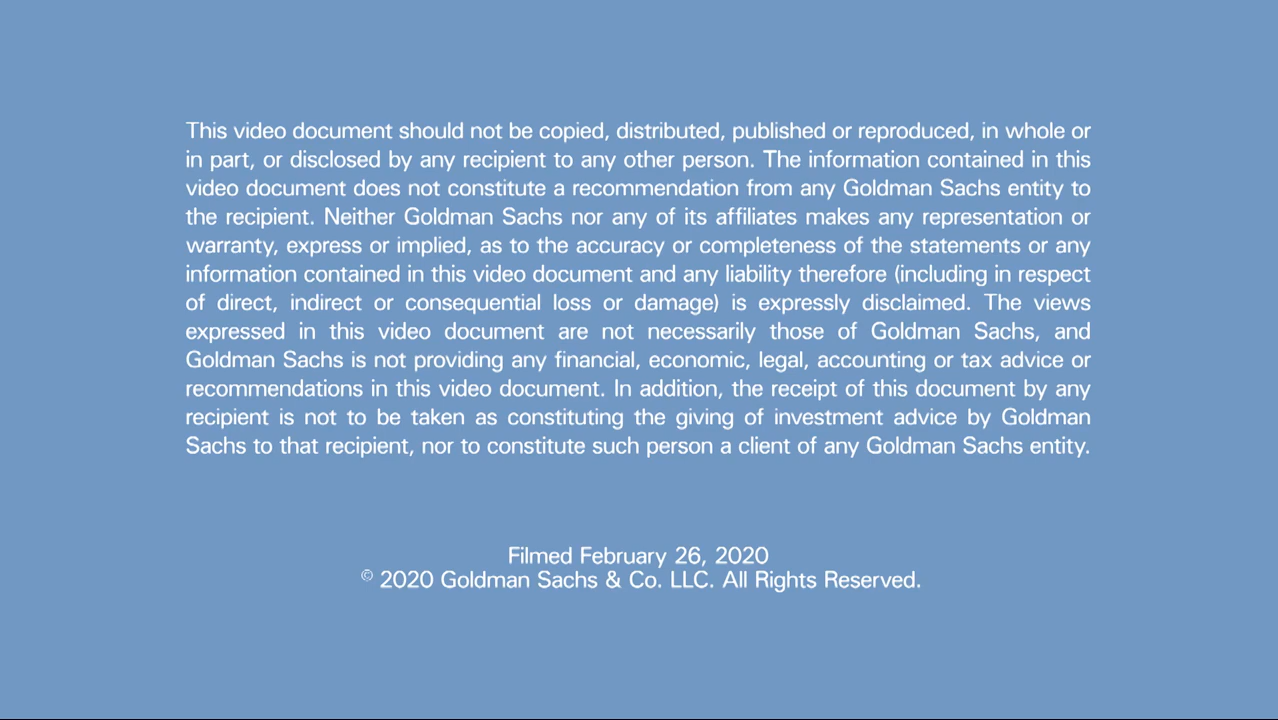 This video document should not be copied, distributed, published or reproduced, in whole or
in part, or disclosed by any recipient to any other person. The information contained in this
video document does not constitute a recommendation from any Goldman Sachs entity to
the recipient. Neither Goldman Sachs nor any of its affiliates makes any representation or
warranty, express or implied, as to the accuracy or completeness of the statements or any
information contained in this video document and any liability therefore (including in respect
of direct, indirect or consequential loss or damage) is expressly disclaimed. The views
expressed in this video document are not necessarily those of Goldman Sachs, and
Goldman Sachs is not providing any financial, economic, legal, accounting or tax advice or
recommendations in this video document. In addition, the receipt of this document by any
recipient is not to be taken as constituting the giving of investment advice by Goldman
Sachs to that recipient, nor to constitute such person a client of any Goldman Sachs entity.
Filmed February 26, 2020
© 2020 Goldman Sachs & Co. LLC. All Rights Reserved.